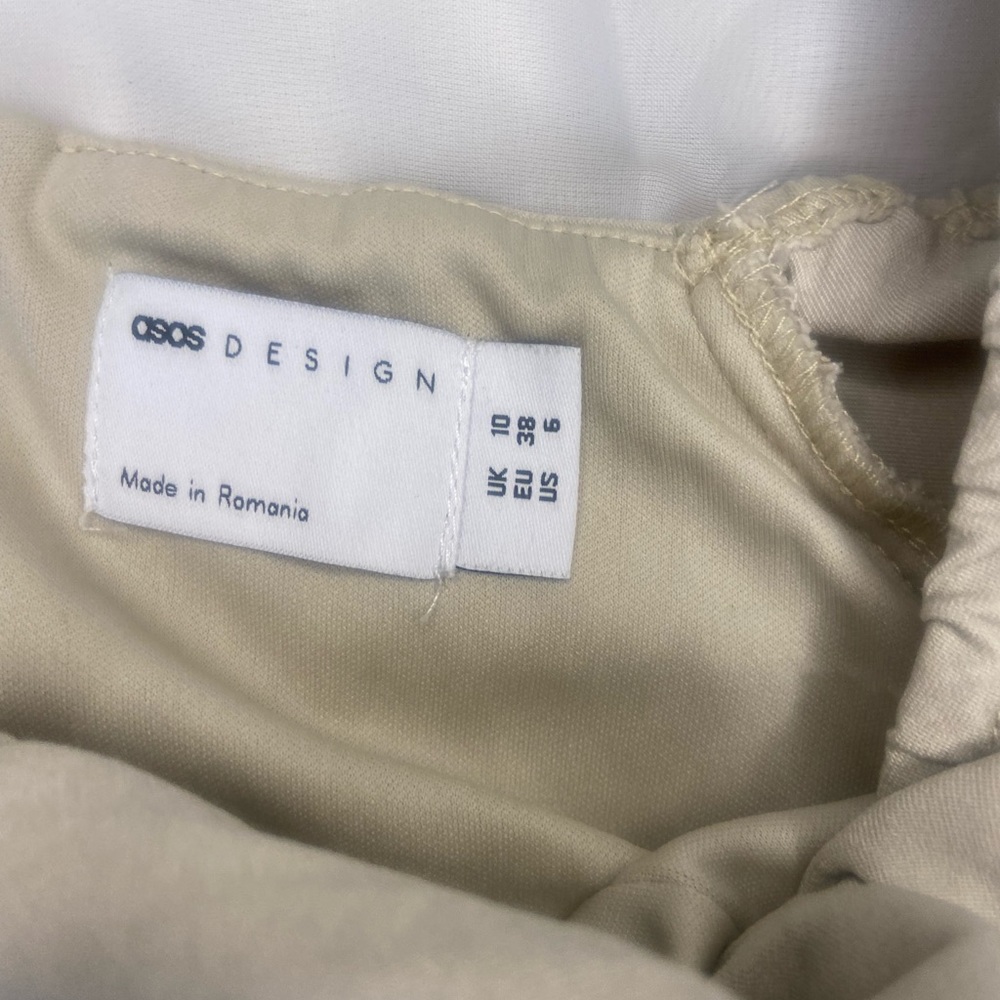 asos DESIGN
Made in Romania
UK 10
EU 38
US 6